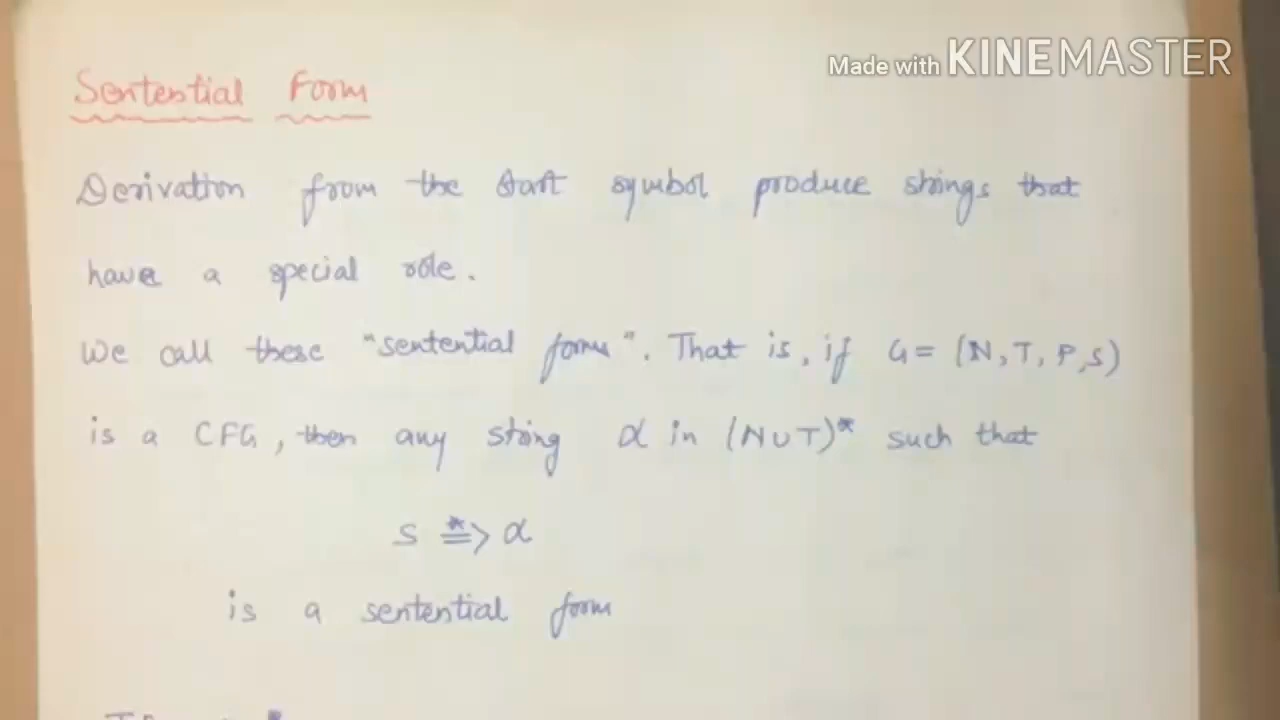 Made with KINEMASTER
Sentential Form
Derivation from the start symbol produce strings that
have a special role.
We call these "sentential forms". That is, if G = (N, T, P, S)
is a CFG, then any string α in (N ∪ T)* such that
S *=> α
is a sentential form